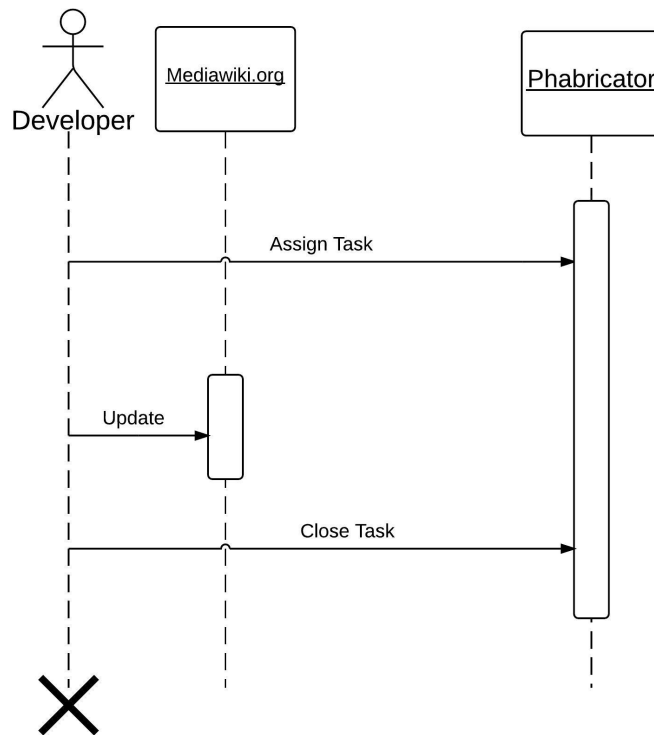 Developer
Mediawiki.org
Phabricator
Assign Task
Update
Close Task